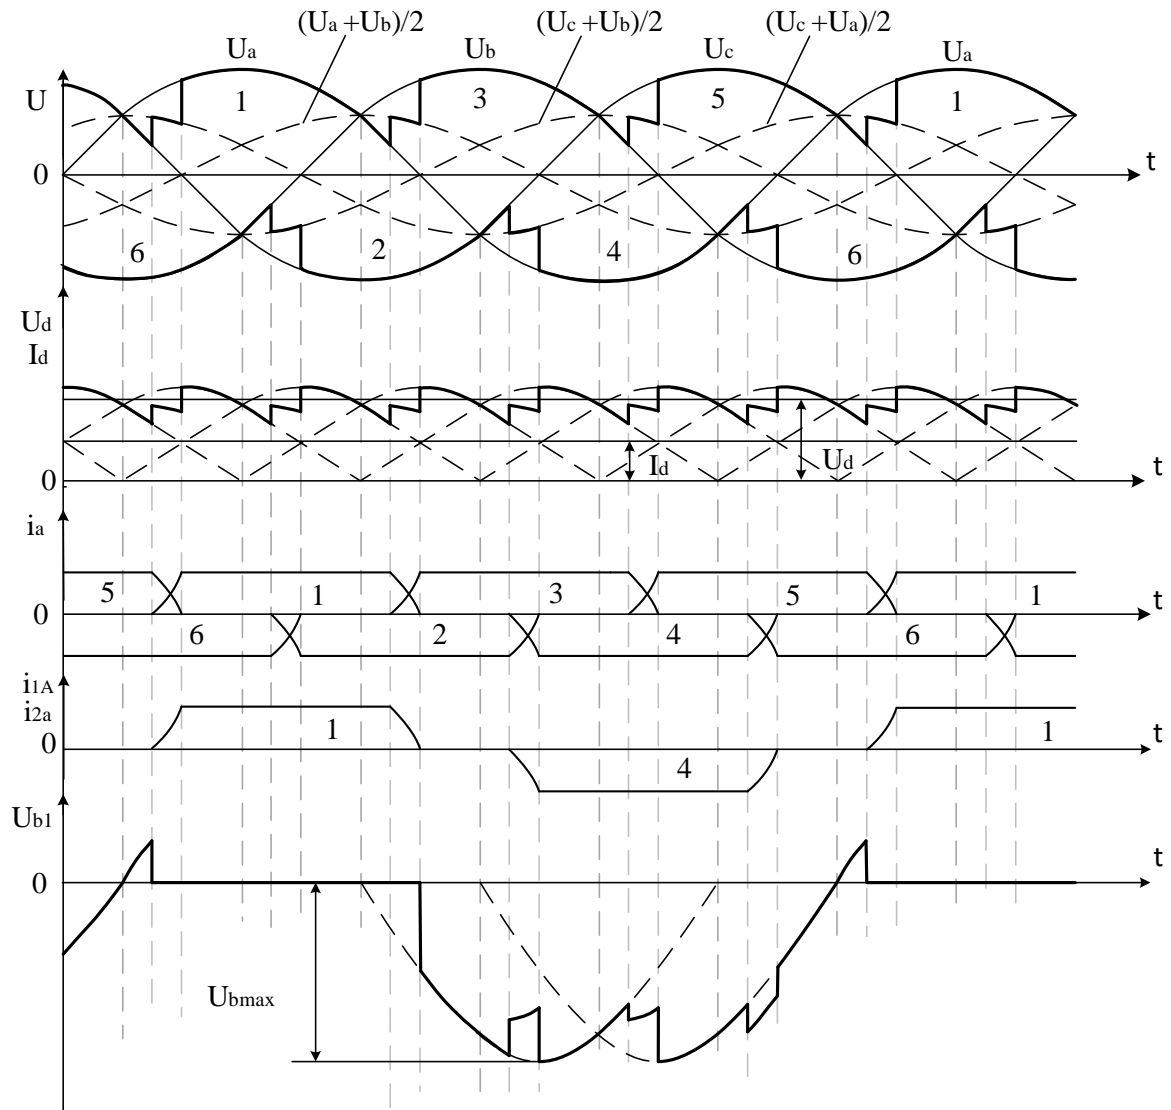 (Ua +Ub)/2 (Uc +Ub)/2 (Uc +Ua)/2
Ua Ub Uc Ua
U 1 3 5 1
t
0
6 2 4 6
Ud
Id
Id Ud
0 t
ia
5 1 3 5 1
0 t
6 2 4 6
i1A
i2a
1 1
0 t
4
Ub1
t
0
Ubmax